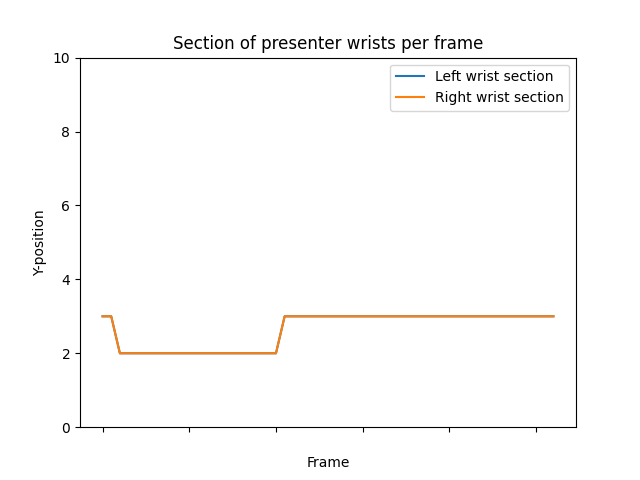 Section of presenter wrists per frame
Left wrist section
Right wrist section
10
8
6
4
2
0
Y-position
Frame